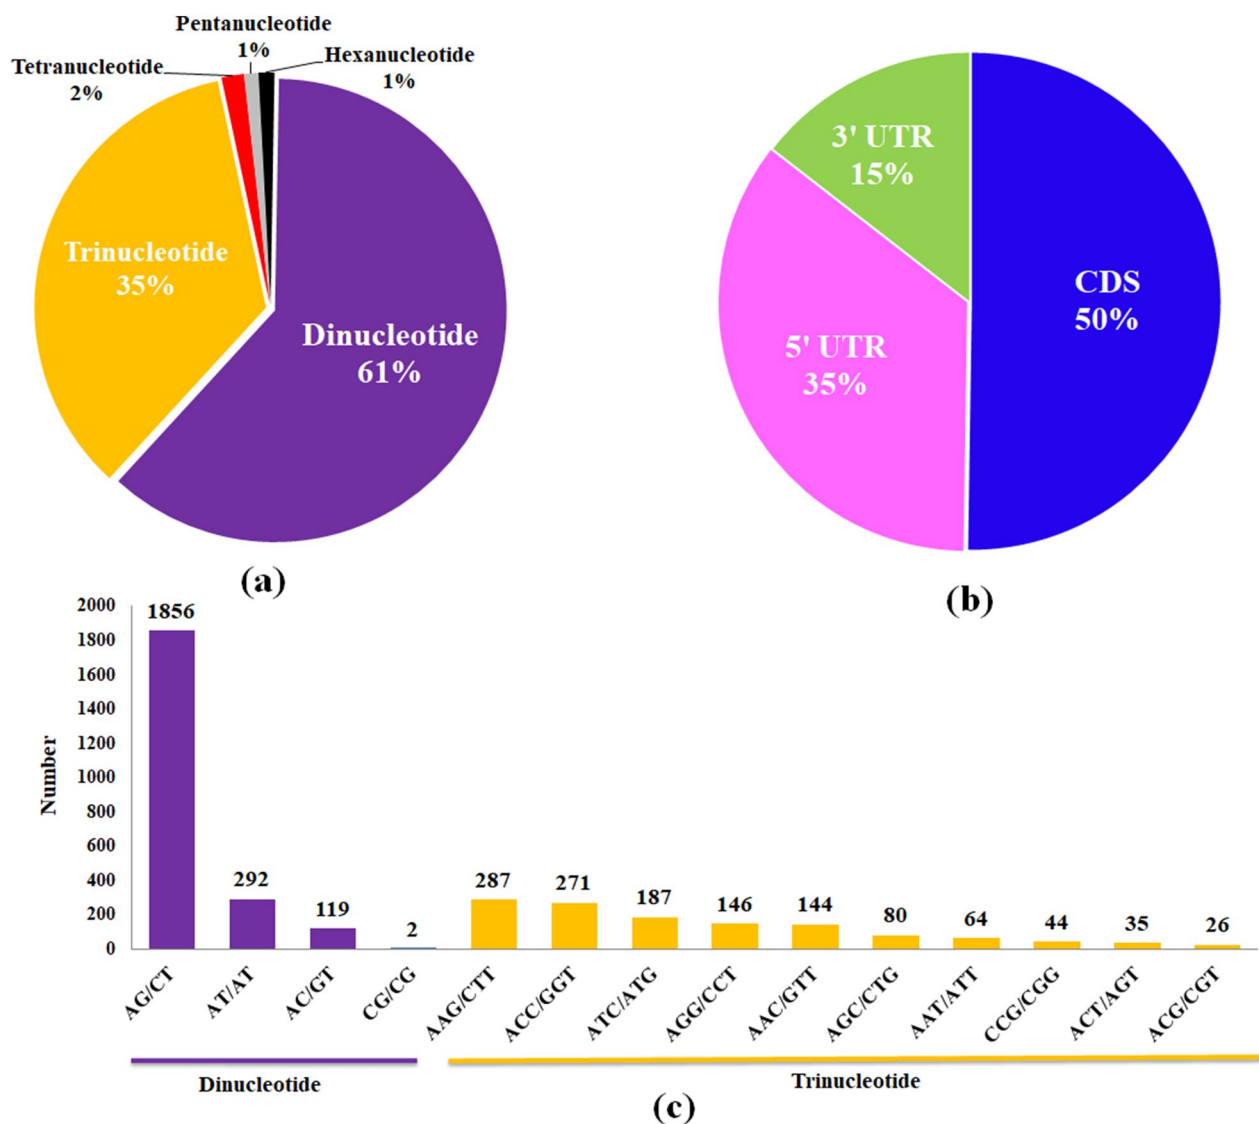 Pentanucleotide
1%
Tetranucleotide
2%
Hexanucleotide
1%
Trinucleotide
35%
Dinucleotide
61%
(a)
3' UTR
15%
CDS
50%
5' UTR
35%
(b)
Number
2000
1800
1600
1400
1200
1000
800
600
400
200
0
1856
292
119
2
287
271
187
146
144
80
64
44
35
26
AG/CT
AT/AT
AC/GT
CG/CG
AAG/CTT
ACC/GGT
ATC/ATG
AGG/CCT
AAC/GTT
AGC/CTG
AAT/ATT
CCG/CGG
ACT/AGT
ACG/CGT
Dinucleotide
Trinucleotide
(c)